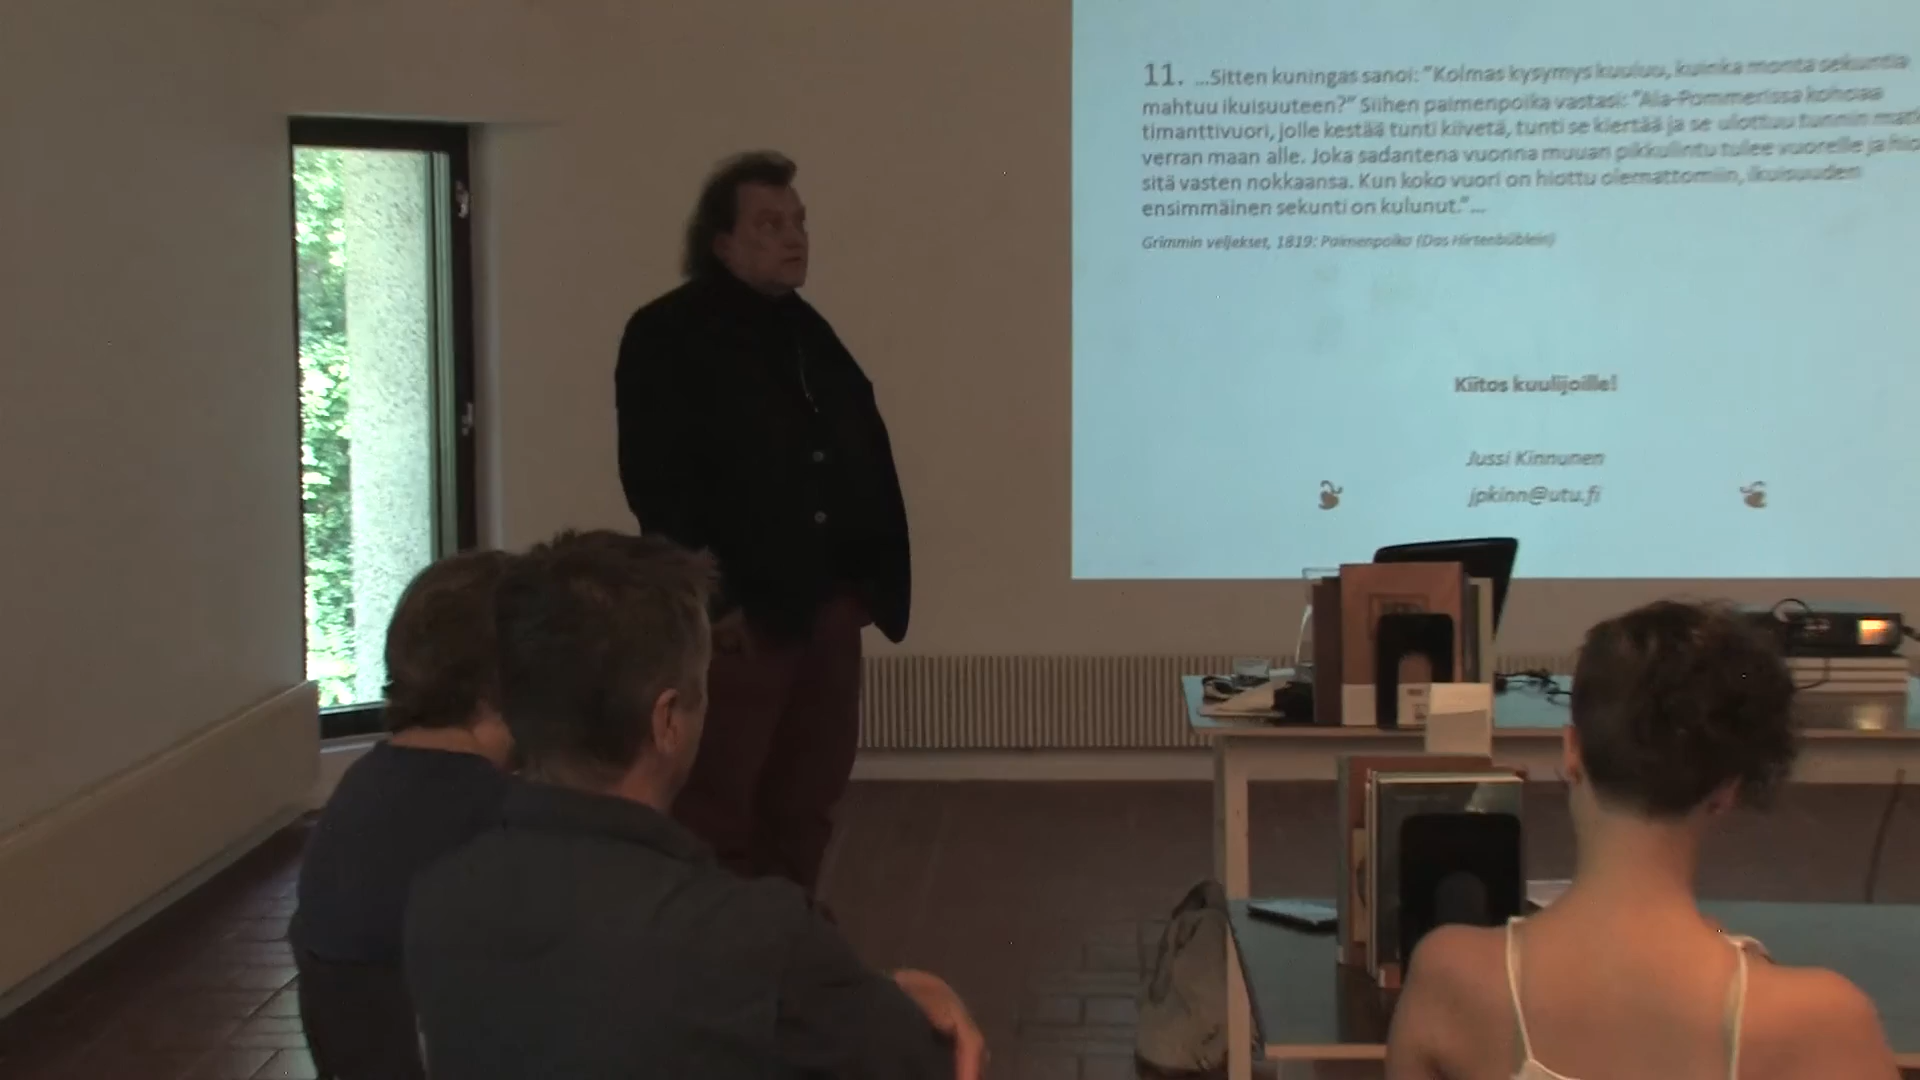 11. ...Sitten kuningas sanoi: "Kolmas kysymys kuuluu, kuinka monta sekuntia
mahtuu ikuisuuteen?" Siihen paimenpoika vastasi: "Ala-Pommerissa kohoaa
timanttivuori, jolle kestää tunti kiivetä, tunti se kiertää ja se ulottuu tunnin matk
verran maan alle. Joka sadantena vuonna muuan pikkulintu tulee vuorelle ja hio
sitä vasten nokkaansa. Kun koko vuori on hiottu olemattomiin, ikuisuuden
ensimmäinen sekunti on kulunut."...
Grimmin veljekset, 1819: Paimenpoika (Das Hirtenbüblein)
Kiitos kuulijoille!
Jussi Kinnunen
jpkinn@utu.fi